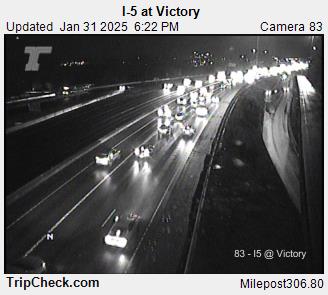 I-5 at Victory
Updated Jan 31 2025 6:22 PM Camera 83
T
N
83 - I5 @ Victory
TripCheck.com Milepost306.80